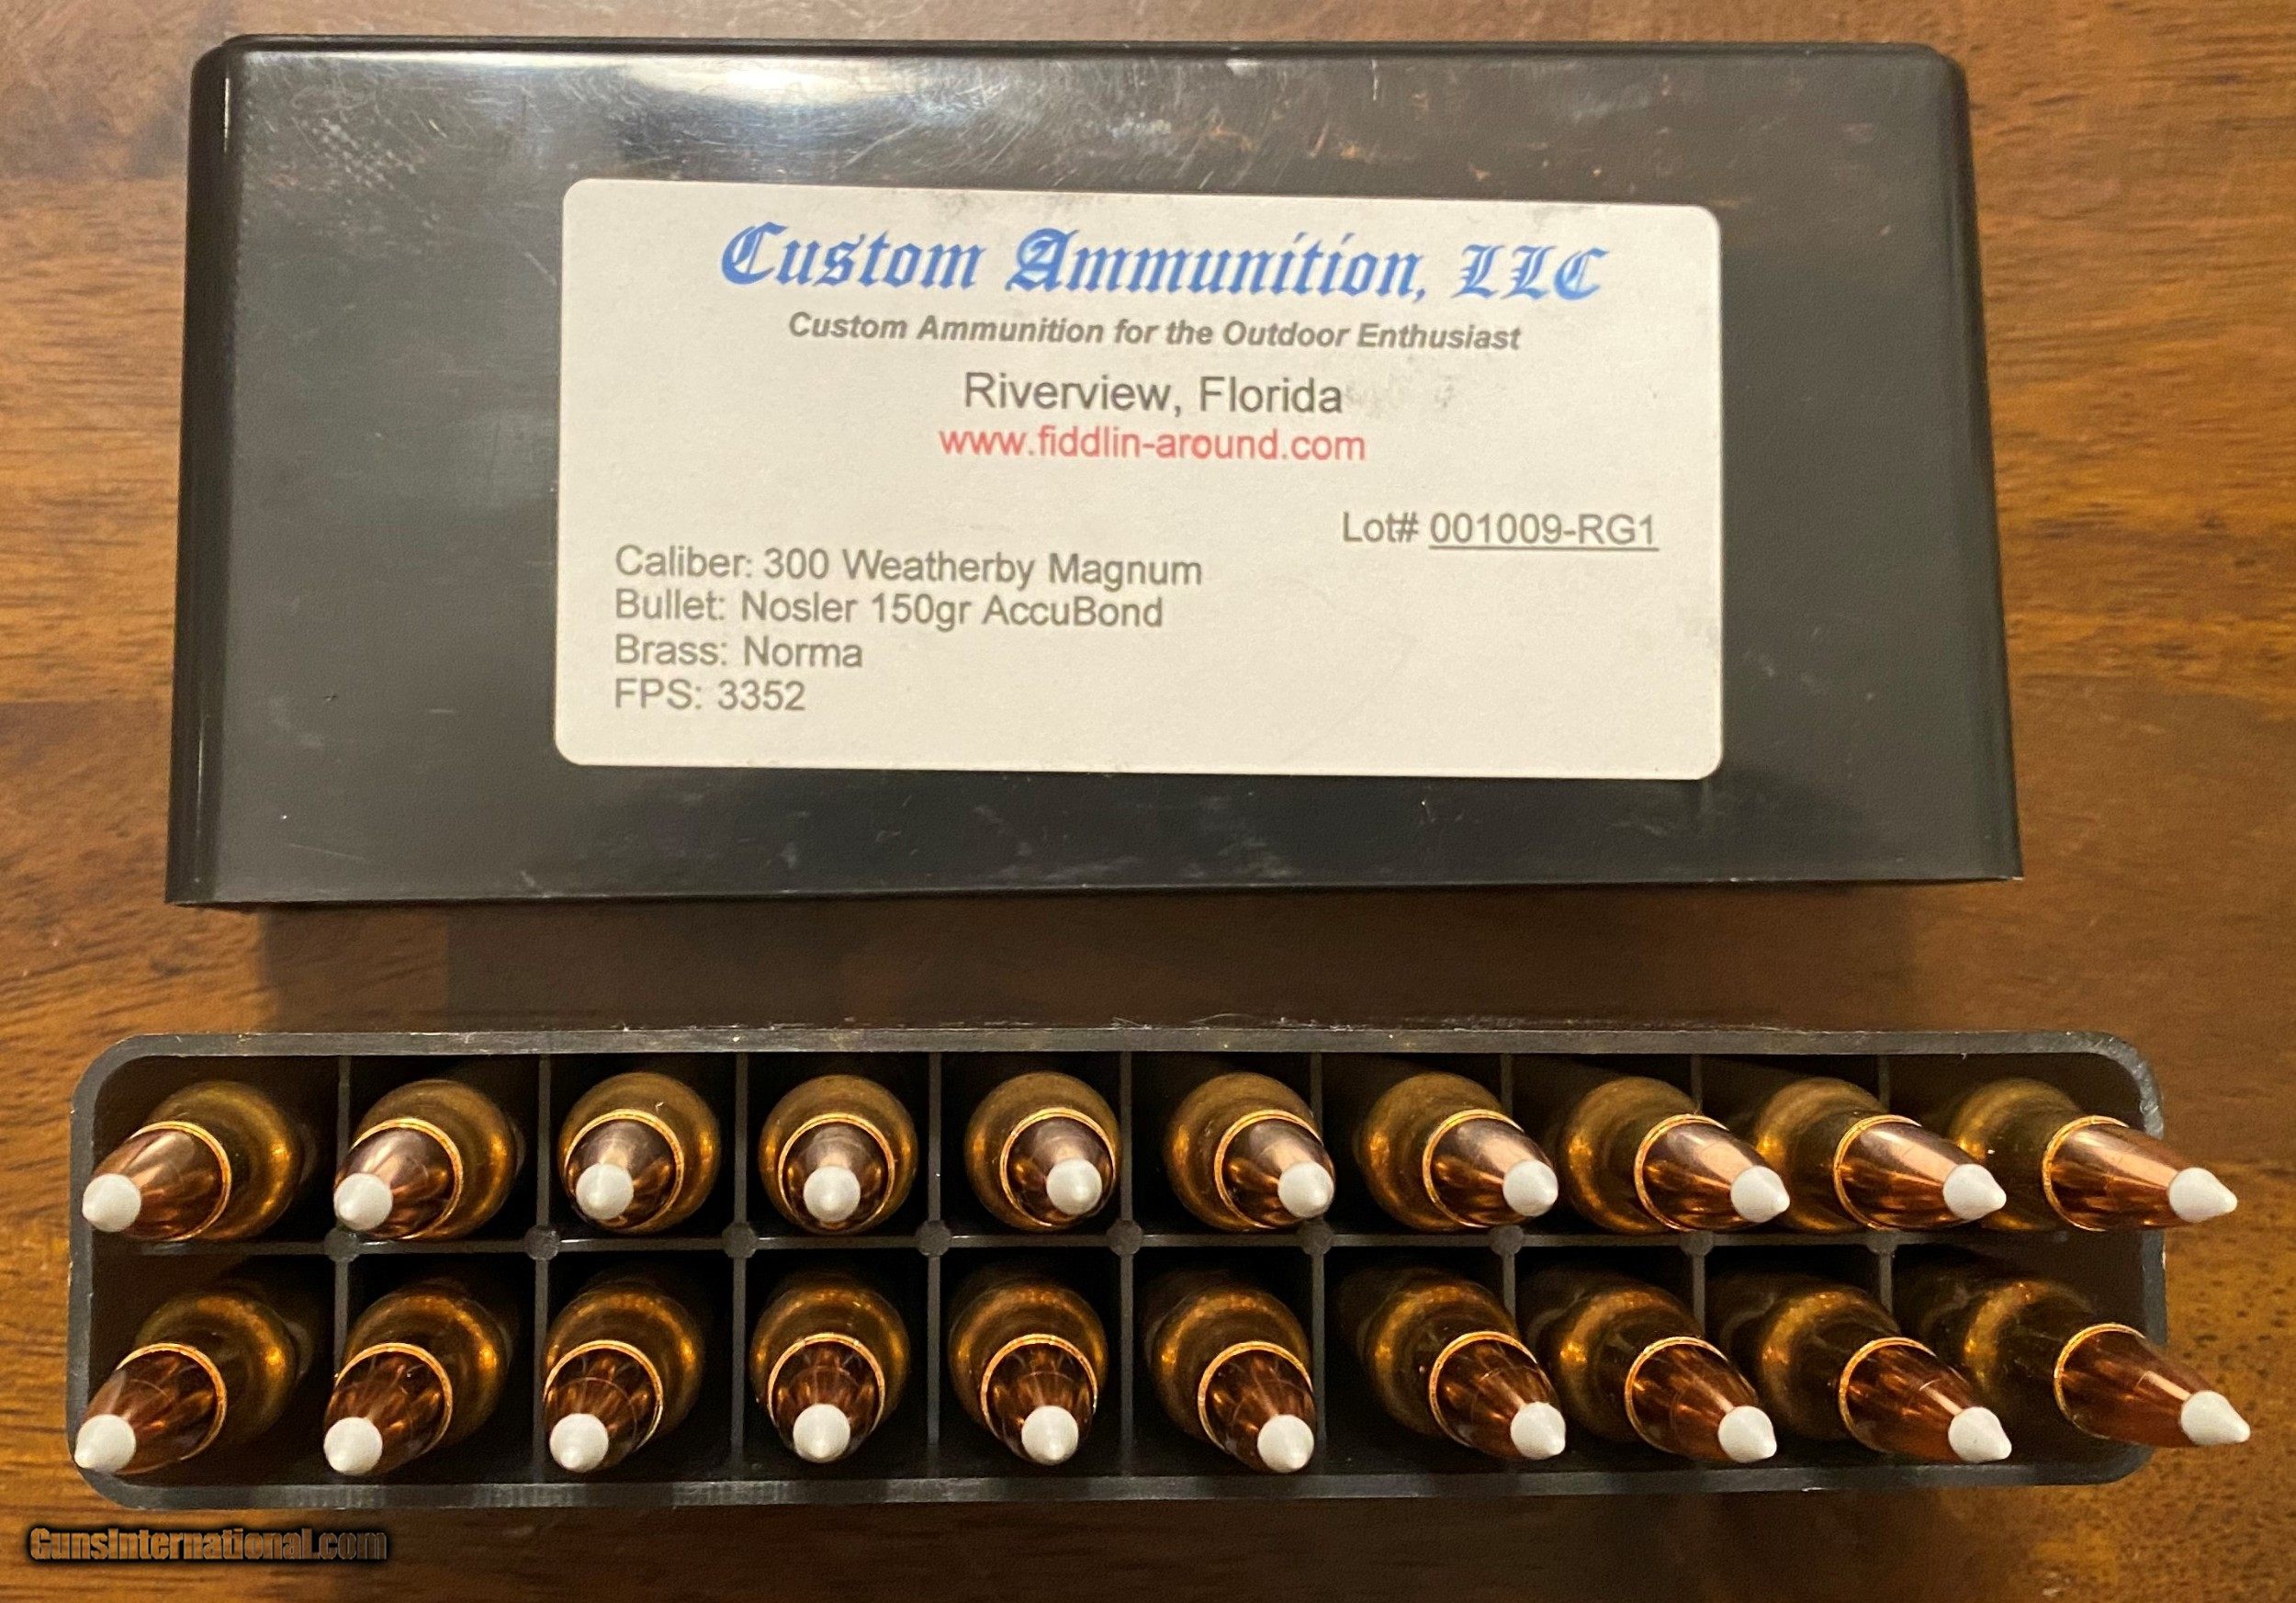 Custom Ammunition, LLC
Custom Ammunition for the Outdoor Enthusiast
Riverview, Florida
www.fiddlin-around.com
Lot# 001009-RG1
Caliber: 300 Weatherby Magnum
Bullet: Nosler 150gr AccuBond
Brass: Norma
FPS: 3352
GunsInternational.com